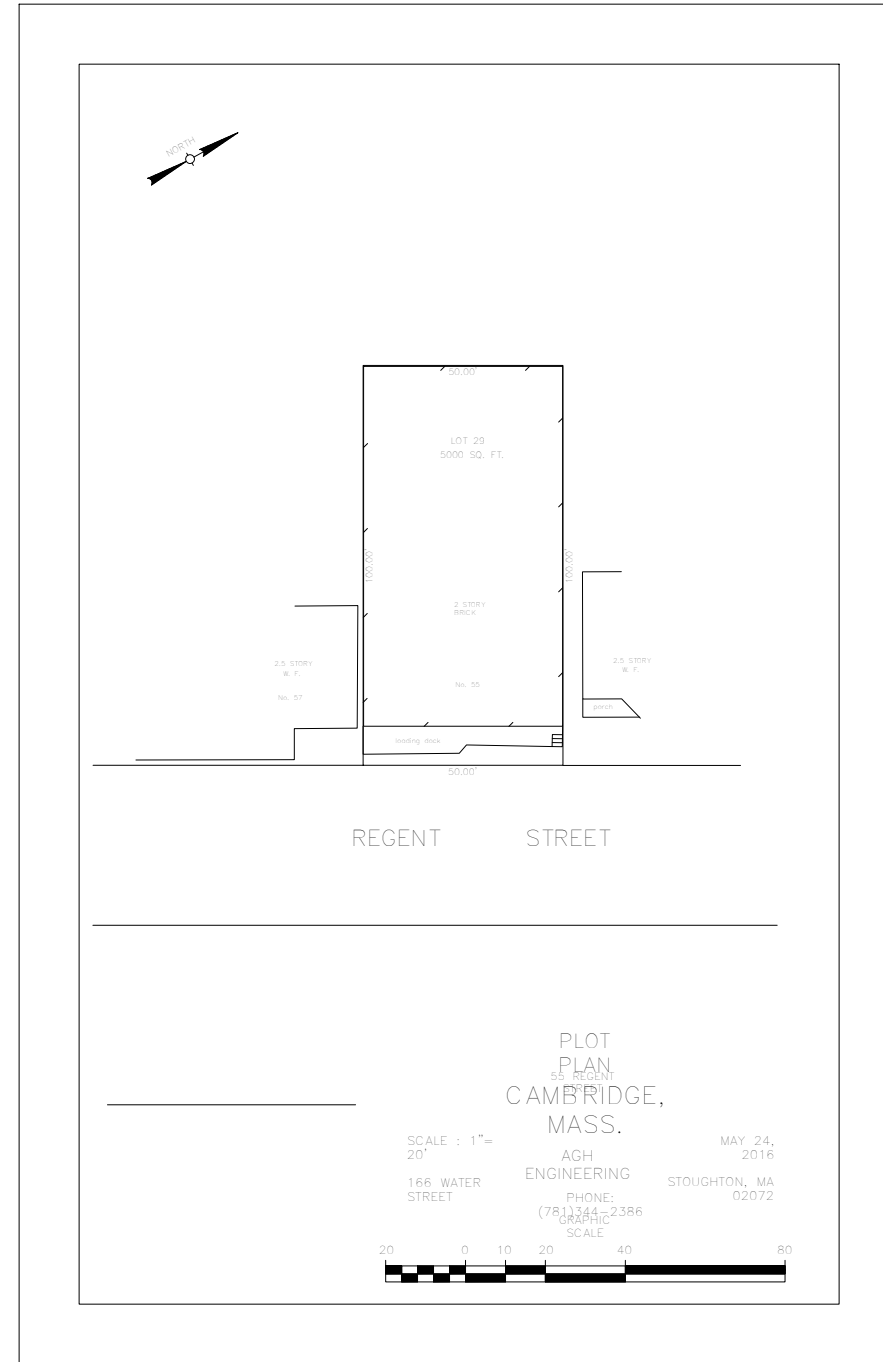 NORTH
50.00'
LOT 29
5000 SQ. FT.
100.00'
100.00'
2 STORY
BRICK
2.5 STORY
W. F.
No. 57
2.5 STORY
W. F.
No. 55
porch
loading dock
50.00'
REGENT STREET
PLOT
PLAN
55 REGENT
STREET
CAMBRIDGE,
MASS.
SCALE : 1"=
20'
AGH
ENGINEERING
MAY 24,
2016
166 WATER
STREET
STOUGHTON, MA
02072
PHONE:
(781)344-2386
GRAPHIC
SCALE
20 0 10 20 40 80